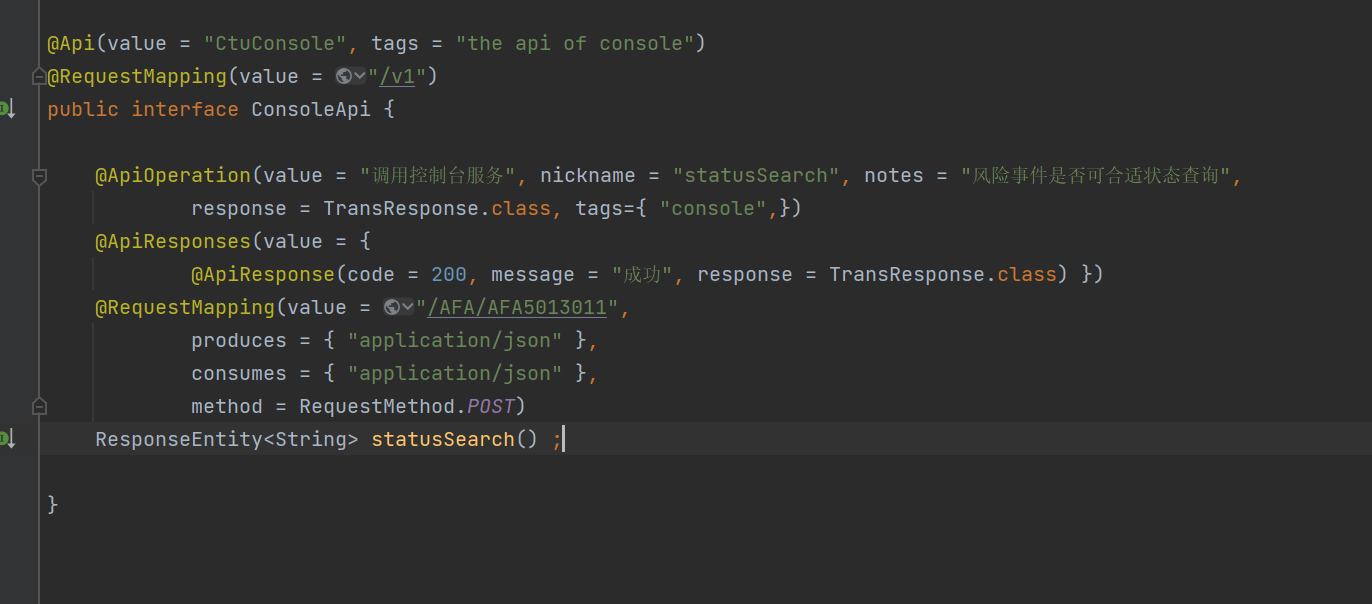 @Api(value = "CtuConsole", tags = "the api of console")
@RequestMapping(value = "/v1")
public interface ConsoleApi {
@ApiOperation(value = "调用控制台服务", nickname = "statusSearch", notes = "风险事件是否可合适状态查询",
response = TransResponse.class, tags={ "console",})
@ApiResponses(value = {
@ApiResponse(code = 200, message = "成功", response = TransResponse.class) })
@RequestMapping(value = "/AFA/AFA5013011",
produces = { "application/json" },
consumes = { "application/json" },
method = RequestMethod.POST)
ResponseEntity<String> statusSearch() ;
}